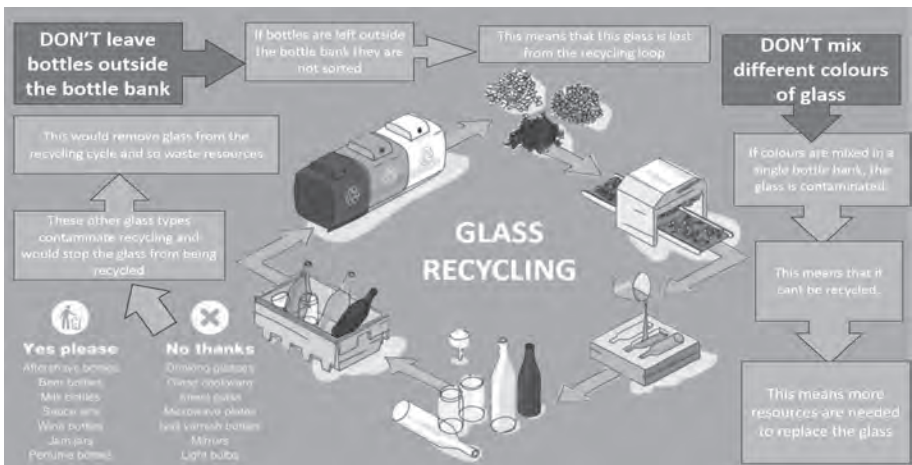 DON'T leave
bottles outside
the bottle bank
If bottles are left outside
the bottle bank they are
not sorted
This means that this glass is lost
from the recycling loop
DON'T mix
different colours
of glass
This would remove glass from the
recycling cycle and so waste resources
If colours are mixed in a
single bottle bank, the
glass is contaminated.
These other glass types
contaminate recycling and
would stop the glass from being
recycled
GLASS
RECYCLING
This means that it
cant be recycled.
This means more
resources are needed
to replace the glass
Yes please
Aftershave bottles
Beer bottles
Milk bottles
Sauce jars
Wine bottles
Jam jars
Perfume bottles
No thanks
Drinking glasses
Glass cookware
Sheet glass
Microwave plates
Nail varnish bottles
Mirrors
Light bulbs